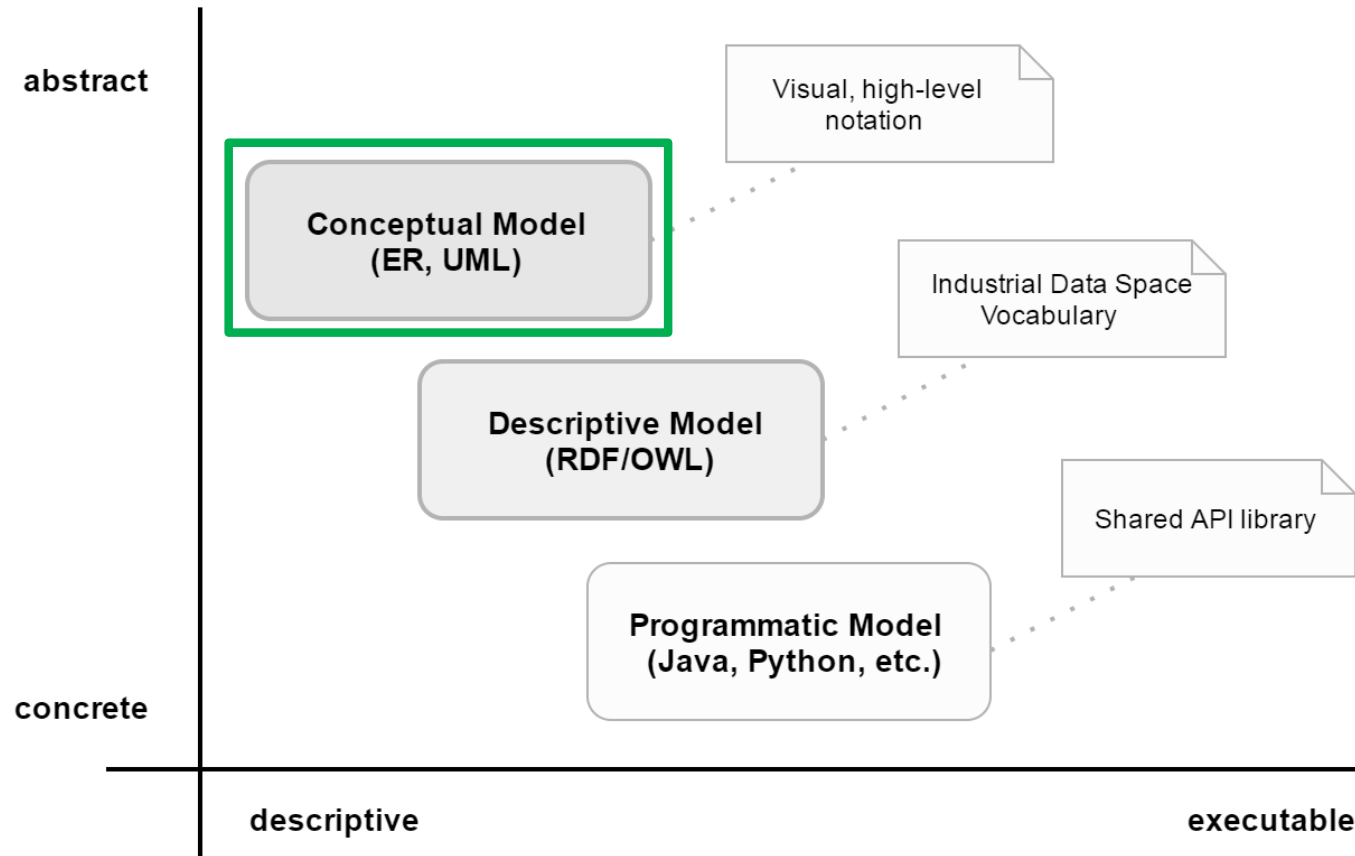 abstract
Visual, high-level
notation
Conceptual Model
(ER, UML)
Industrial Data Space
Vocabulary
Descriptive Model
(RDF/OWL)
Shared API library
Programmatic Model
(Java, Python, etc.)
concrete
descriptive
executable